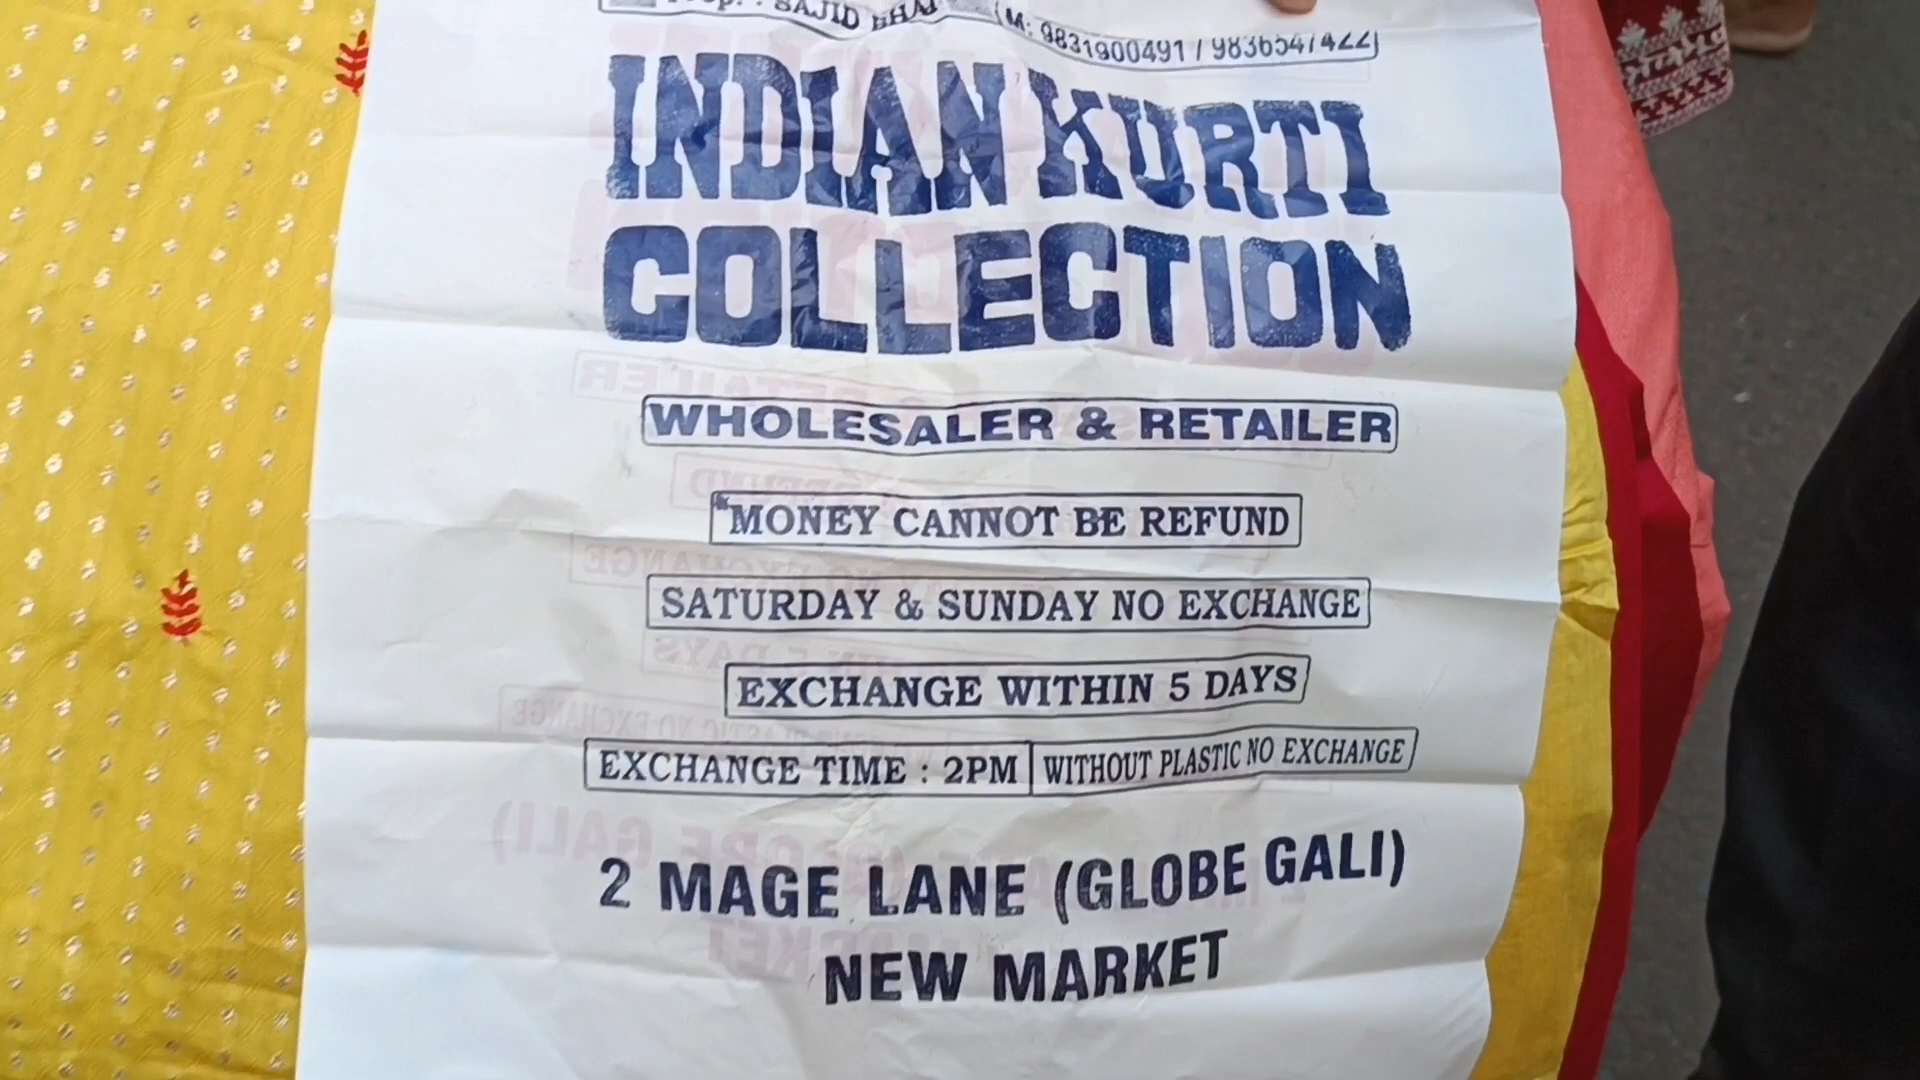 Prop. : SAJID BHAI (M: 9831900491 / 9836547422)
INDIAN KURTI
COLLECTION
WHOLESALER & RETAILER
MONEY CANNOT BE REFUND
SATURDAY & SUNDAY NO EXCHANGE
EXCHANGE WITHIN 5 DAYS
EXCHANGE TIME : 2PM WITHOUT PLASTIC NO EXCHANGE
2 MAGE LANE (GLOBE GALI)
NEW MARKET